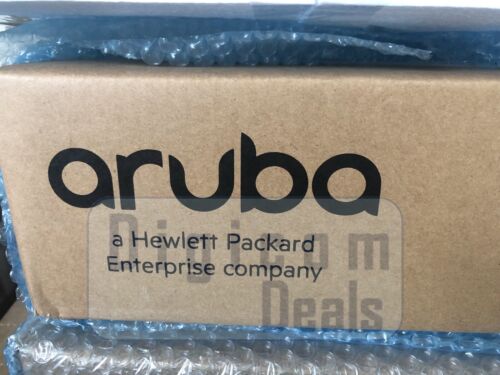 aruba
a Hewlett Packard
Enterprise company
Digicom
Deals